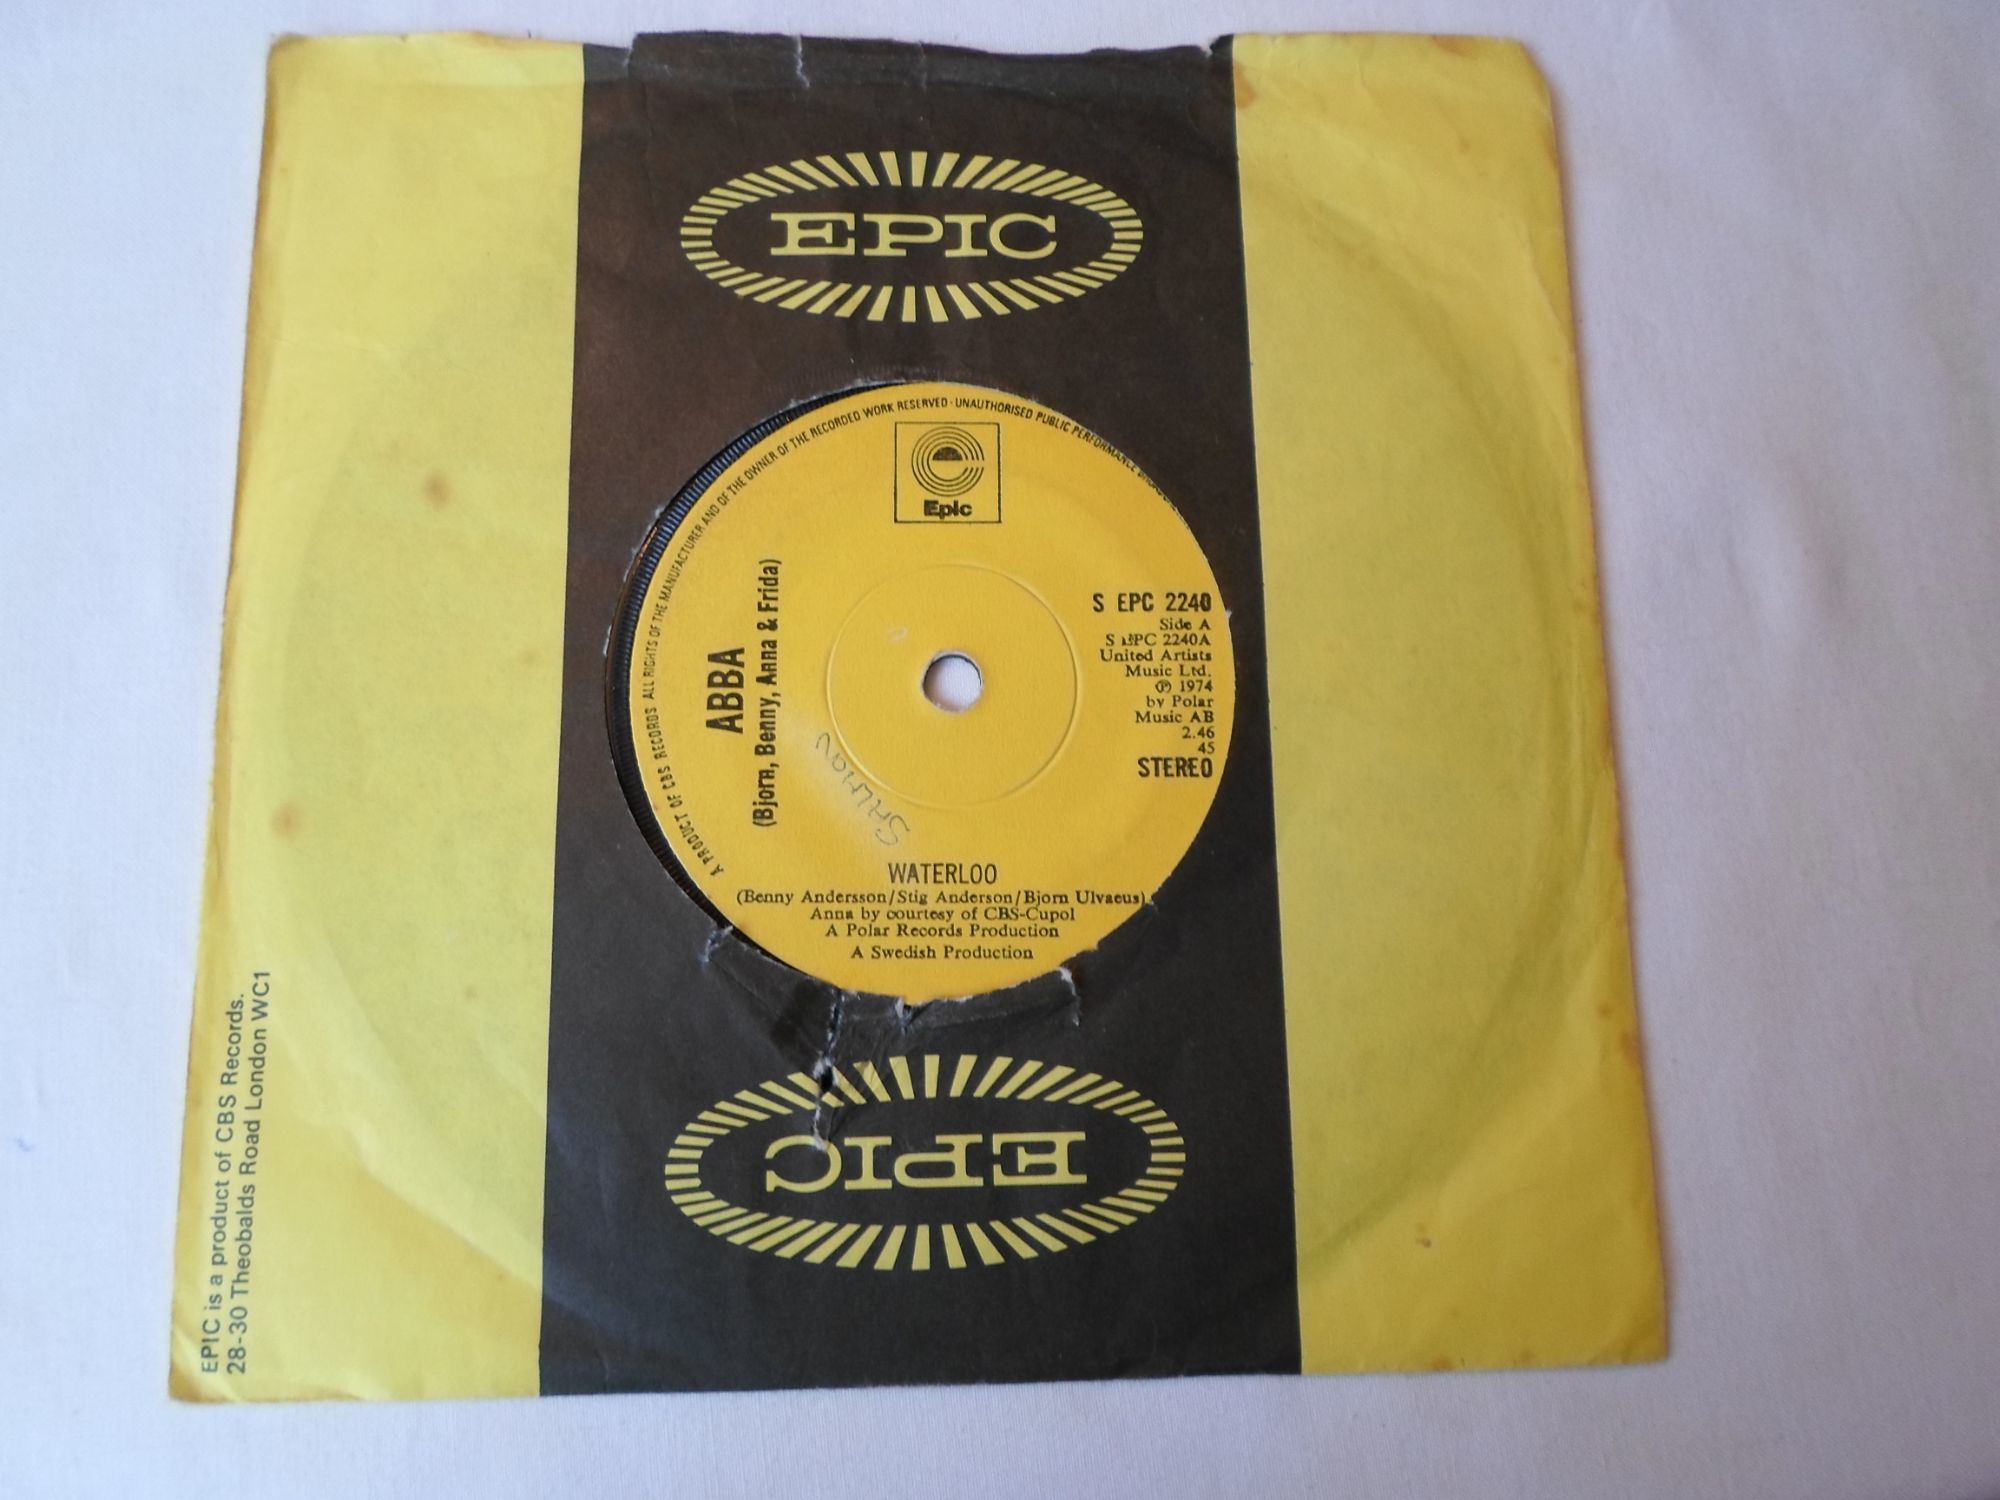 EPIC
A PRODUCT OF CBS RECORDS ALL RIGHTS OF THE MANUFACTURER AND OF THE OWNER OF THE RECORDED WORK RESERVED · UNAUTHORISED PUBLIC PERFORMANCE
Epic
ABBA
(Bjorn, Benny, Anna & Frida)
S EPC 2240
Side A
S EPC 2240A
United Artists
Music Ltd.
℗ 1974
by Polar
Music AB
2.46
45
STEREO
SALMON
WATERLOO
(Benny Andersson/Stig Anderson/Bjorn Ulvaeus)
Anna by courtesy of CBS-Cupol
A Polar Records Production
A Swedish Production
EPIC
EPIC is a product of CBS Records.
28-30 Theobalds Road London WC1